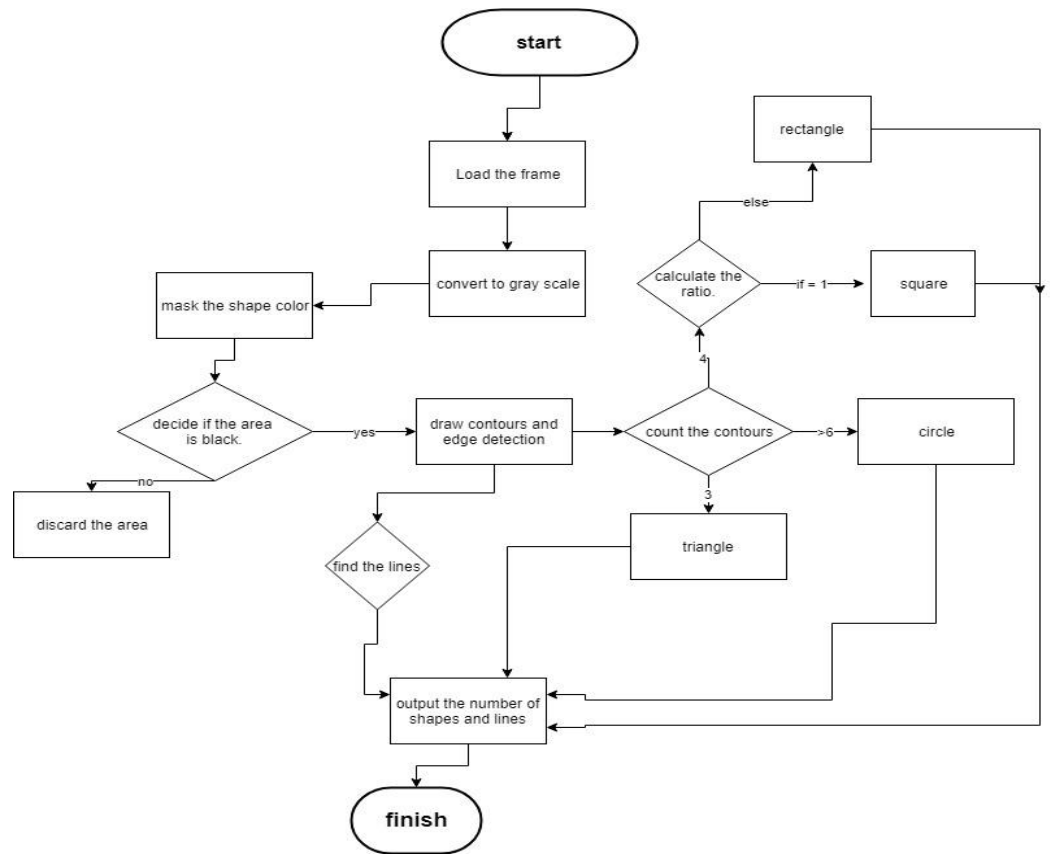 start
Load the frame
convert to gray scale
mask the shape color
decide if the area
is black.
no
discard the area
yes
draw contours and
edge detection
find the lines
count the contours
4
calculate the
ratio.
else
rectangle
if = 1
square
>6
circle
3
triangle
output the number of
shapes and lines
finish